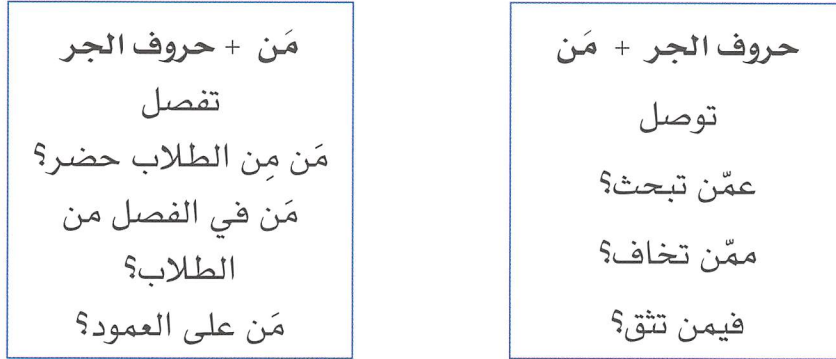 حروف الجر + مَن
توصل
عمّن تبحث؟
ممّن تخاف؟
فيمن تثق؟
مَن + حروف الجر
تفصل
مَن مِن الطلاب حضر؟
مَن في الفصل من
الطلاب؟
مَن على العمود؟